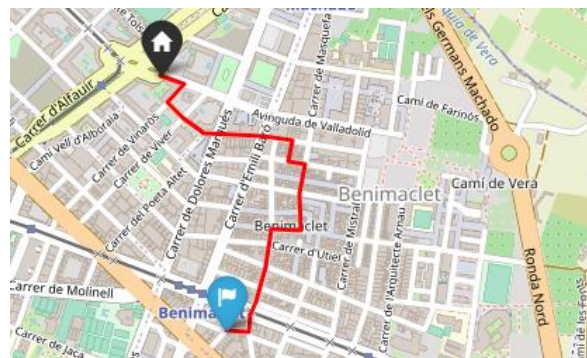 Machado
Carrer de Masquefa
Carrer d'Alfauir
Avinguda de Valladolid
Camí de Farinós
Germans Machado
Camí Vell d'Alboraia
Carrer de Vinaròs
Carrer de Viver
Carrer del Poeta Altet
Carrer de Dolores Marqués
Carrer d'Emili Baró
Benimaclet
Camí de Vera
Benimaclet
Carrer de Mistral
Carrer de l'Arquitecte Arnau
Carrer d'Utiel
Ronda Nord
Carrer de Molinell
Benimaclet
Carrer de Jaca